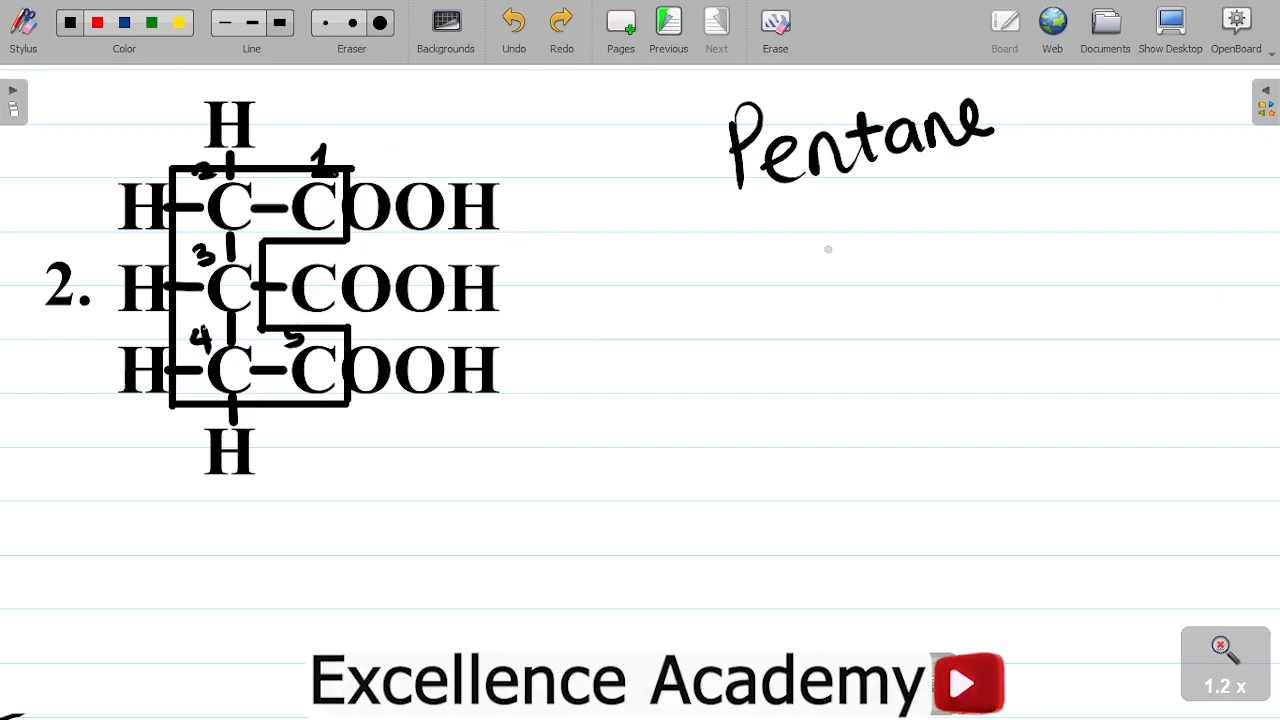 Stylus Color Line Eraser Backgrounds Undo Redo Pages Previous Next Erase Board Web Documents Show Desktop OpenBoard
Pentane
H
2 1
H-C-COOH
3
2. H-C-COOH
4 5
H-C-COOH
H
Excellence Academy
1.2 x